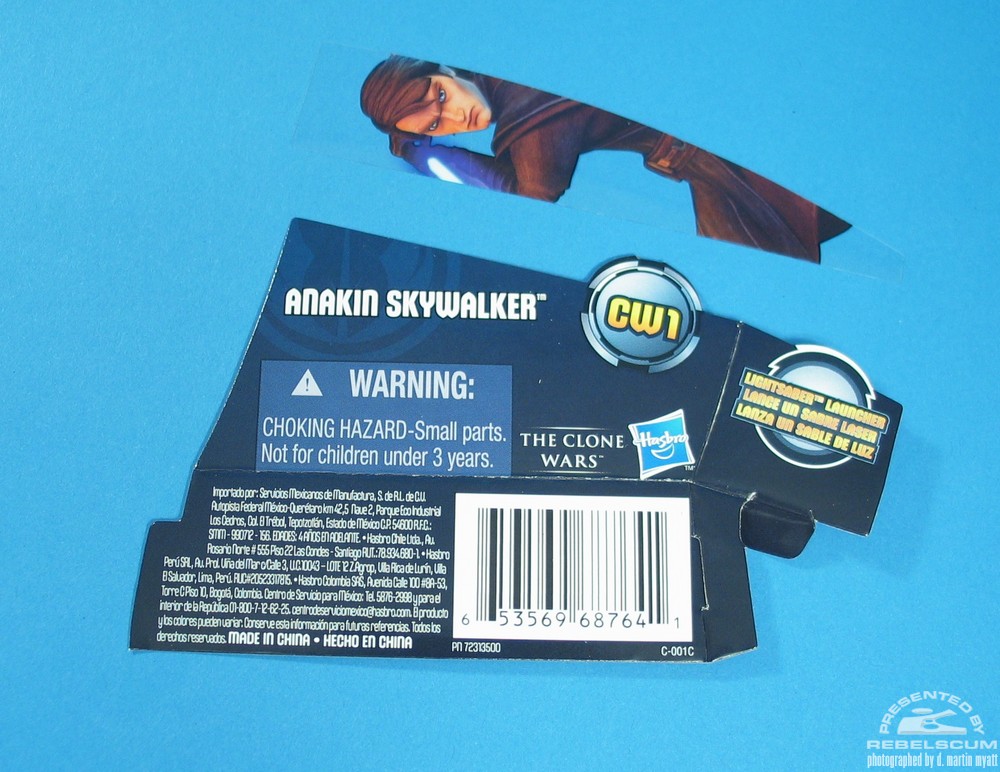 ANAKIN SKYWALKER™
CW1
WARNING:
CHOKING HAZARD-Small parts.
Not for children under 3 years.
THE CLONE
WARS™
Hasbro
TM
LIGHTSABER™ LAUNCHER
LANCE UN SABRE LASER
LANZA UN SABLE DE LUZ
Importado por: Servicios Mexicanos de Manufactura, S. de R.L. de C.V.
Autopista Federal México-Querétaro km 42,5 Nave 2, Parque Eco Industrial
Los Cedros, Col. El Trébol, Tepotzotlán, Estado de México C.P. 54600 R.F.C.:
SMM - 990712 - 156. EDADES: 4 AÑOS EN ADELANTE. • Hasbro Chile Ltda., Av.
Rosario Norte # 555 Piso 22 Las Condes - Santiago RUT.: 78.934.680-1. • Hasbro
Perú SRL, Av. Prol. Viña del Mar o Calle 3, U.C.10043 - LOTE 12 Z.Agrop., Villa Rica de Lurín, Villa
El Salvador, Lima, Perú. RUC#20523317815. • Hasbro Colombia SAS, Avenida Calle 100 #8A-53,
Torre C Piso 10, Bogotá, Colombia. Centro de Servicio para México: Tel. 5876-2998 y para el
interior de la República 01-800-7-12-62-25. centrodeserviciomexico@hasbro.com. El producto
y los colores pueden variar. Conserve esta información para futuras referencias. Todos los
derechos reservados. MADE IN CHINA • HECHO EN CHINA
6 53569 68764 1
PN 72313500
C-001C
PRESENTED BY
REBELSCUM
photographed by d. martin myatt